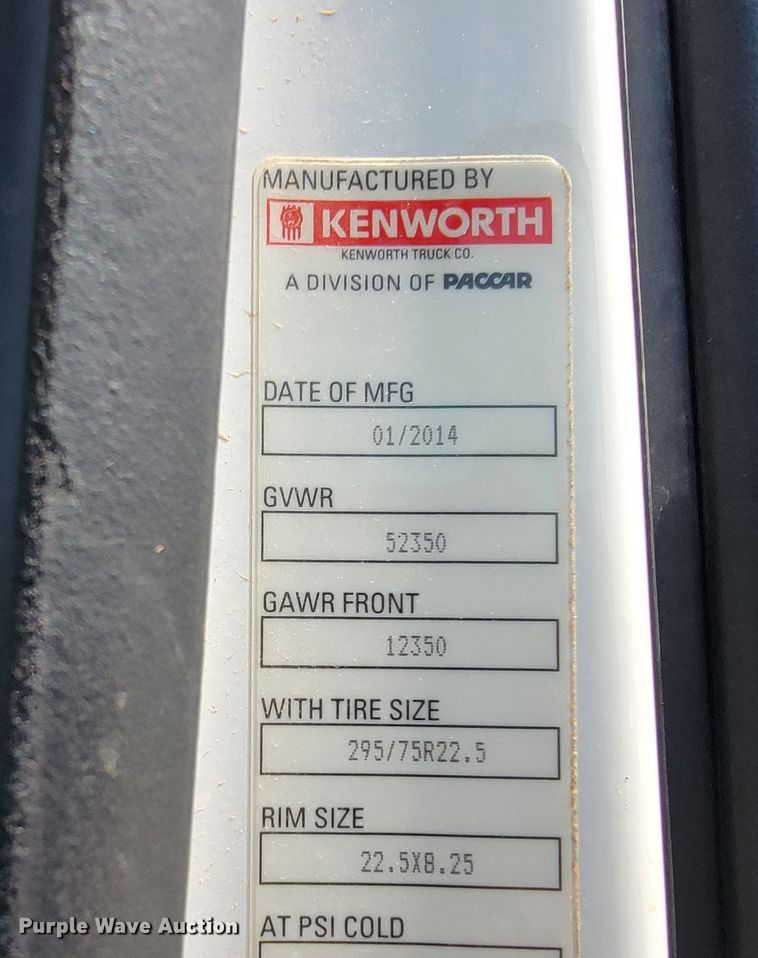 MANUFACTURED BY
KENWORTH
KENWORTH TRUCK CO.
A DIVISION OF PACCAR
DATE OF MFG
01/2014
GVWR
52350
GAWR FRONT
12350
WITH TIRE SIZE
295/75R22.5
RIM SIZE
22.5X8.25
AT PSI COLD
Purple Wave Auction